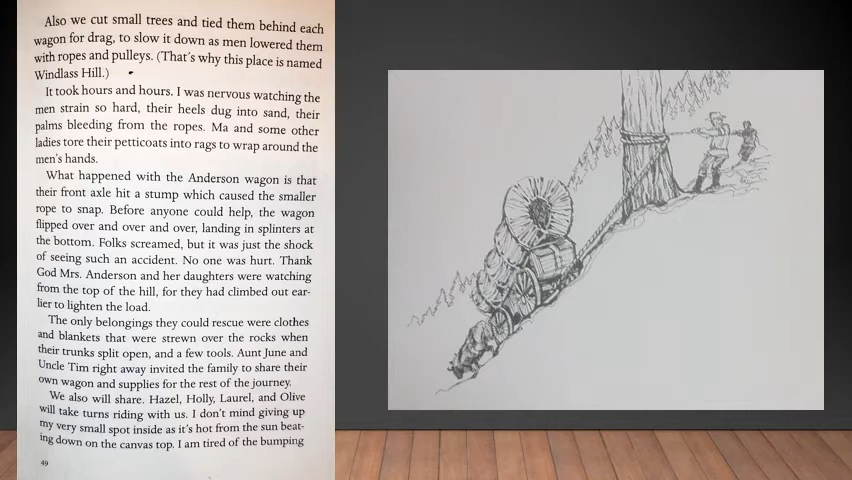 Also we cut small trees and tied them behind each
wagon for drag, to slow it down as men lowered them
with ropes and pulleys. (That's why this place is named
Windlass Hill.)
It took hours and hours. I was nervous watching the
men strain so hard, their heels dug into sand, their
palms bleeding from the ropes. Ma and some other
ladies tore their petticoats into rags to wrap around the
men's hands.
What happened with the Anderson wagon is that
their front axle hit a stump which caused the smaller
rope to snap. Before anyone could help, the wagon
flipped over and over and over, landing in splinters at
the bottom. Folks screamed, but it was just the shock
of seeing such an accident. No one was hurt. Thank
God Mrs. Anderson and her daughters were watching
from the top of the hill, for they had climbed out ear-
lier to lighten the load.
The only belongings they could rescue were clothes
and blankets that were strewn over the rocks when
their trunks split open, and a few tools. Aunt June and
Uncle Tim right away invited the family to share their
own wagon and supplies for the rest of the journey.
We also will share. Hazel, Holly, Laurel, and Olive
will take turns riding with us. I don't mind giving up
my very small spot inside as it's hot from the sun beat-
ing down on the canvas top. I am tired of the bumping
49